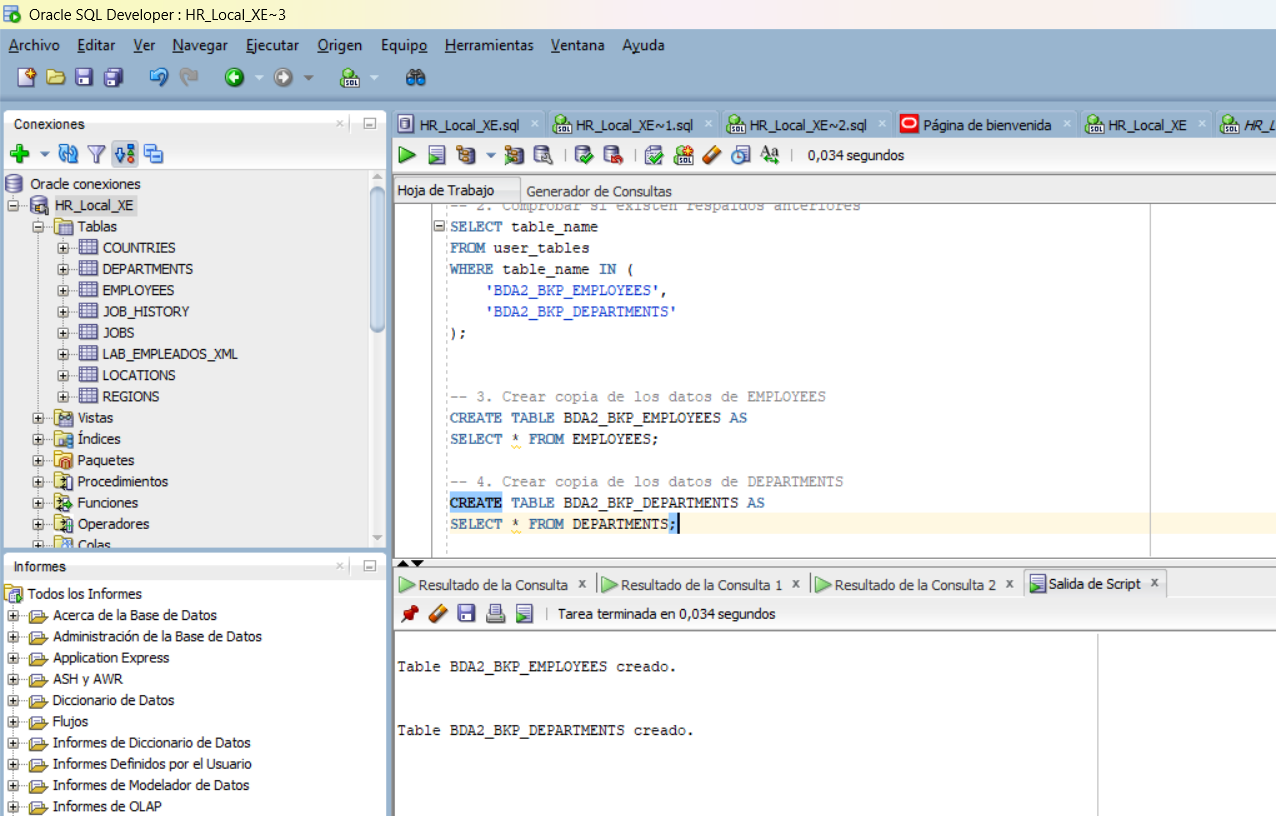 Oracle SQL Developer : HR_Local_XE~3
Archivo Editar Ver Navegar Ejecutar Origen Equipo Herramientas Ventana Ayuda
Conexiones
Oracle conexiones
HR_Local_XE
Tablas
COUNTRIES
DEPARTMENTS
EMPLOYEES
JOB_HISTORY
JOBS
LAB_EMPLEADOS_XML
LOCATIONS
REGIONS
Vistas
Índices
Paquetes
Procedimientos
Funciones
Operadores
Colas
Informes
Todos los Informes
Acerca de la Base de Datos
Administración de la Base de Datos
Application Express
ASH y AWR
Diccionario de Datos
Flujos
Informes de Diccionario de Datos
Informes Definidos por el Usuario
Informes de Modelador de Datos
Informes de OLAP
HR_Local_XE.sql HR_Local_XE~1.sql HR_Local_XE~2.sql Página de bienvenida HR_Local_XE HR_L
0,034 segundos
Hoja de Trabajo Generador de Consultas
-- 2. Comprobar si existen respaldos anteriores
SELECT table_name
FROM user_tables
WHERE table_name IN (
'BDA2_BKP_EMPLOYEES',
'BDA2_BKP_DEPARTMENTS'
);
-- 3. Crear copia de los datos de EMPLOYEES
CREATE TABLE BDA2_BKP_EMPLOYEES AS
SELECT * FROM EMPLOYEES;
-- 4. Crear copia de los datos de DEPARTMENTS
CREATE TABLE BDA2_BKP_DEPARTMENTS AS
SELECT * FROM DEPARTMENTS;
Resultado de la Consulta Resultado de la Consulta 1 Resultado de la Consulta 2 Salida de Script
Tarea terminada en 0,034 segundos
Table BDA2_BKP_EMPLOYEES creado.
Table BDA2_BKP_DEPARTMENTS creado.